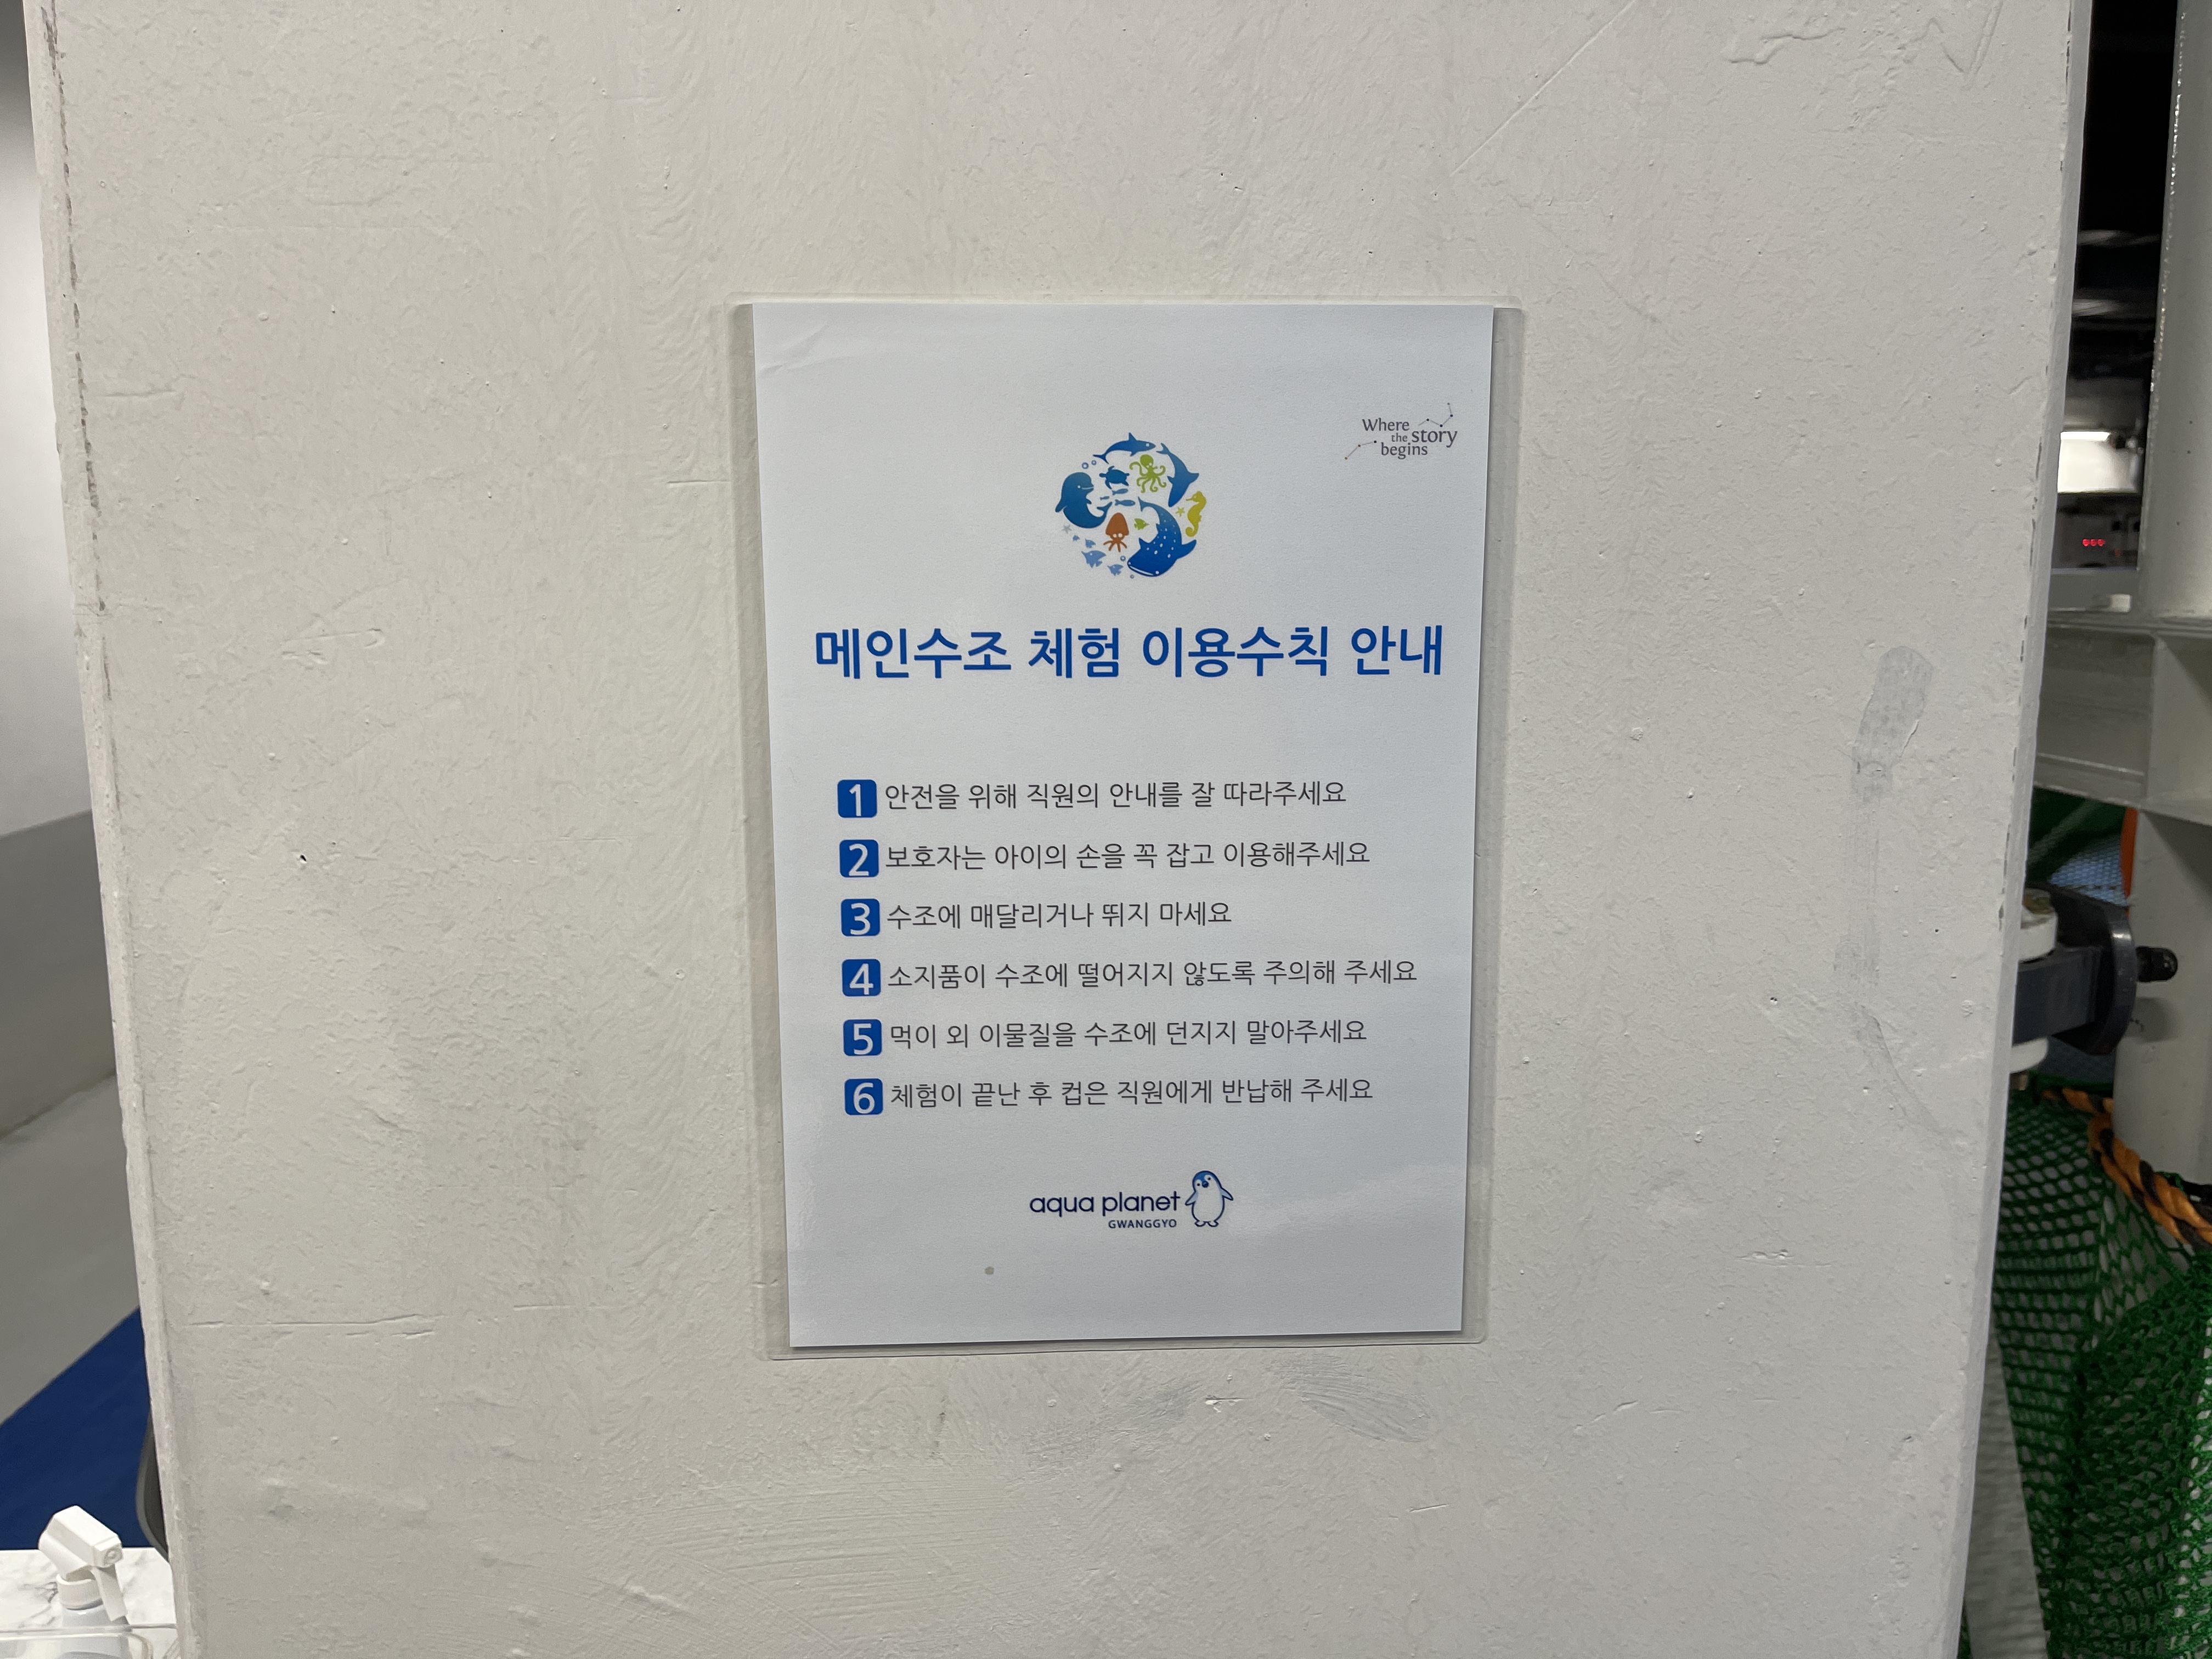 Where
the story
begins
메인수조 체험 이용수칙 안내
1 안전을 위해 직원의 안내를 잘 따라주세요
2 보호자는 아이의 손을 꼭 잡고 이용해주세요
3 수조에 매달리거나 뛰지 마세요
4 소지품이 수조에 떨어지지 않도록 주의해 주세요
5 먹이 외 이물질을 수조에 던지지 말아주세요
6 체험이 끝난 후 컵은 직원에게 반납해 주세요
aqua planet
GWANGGYO